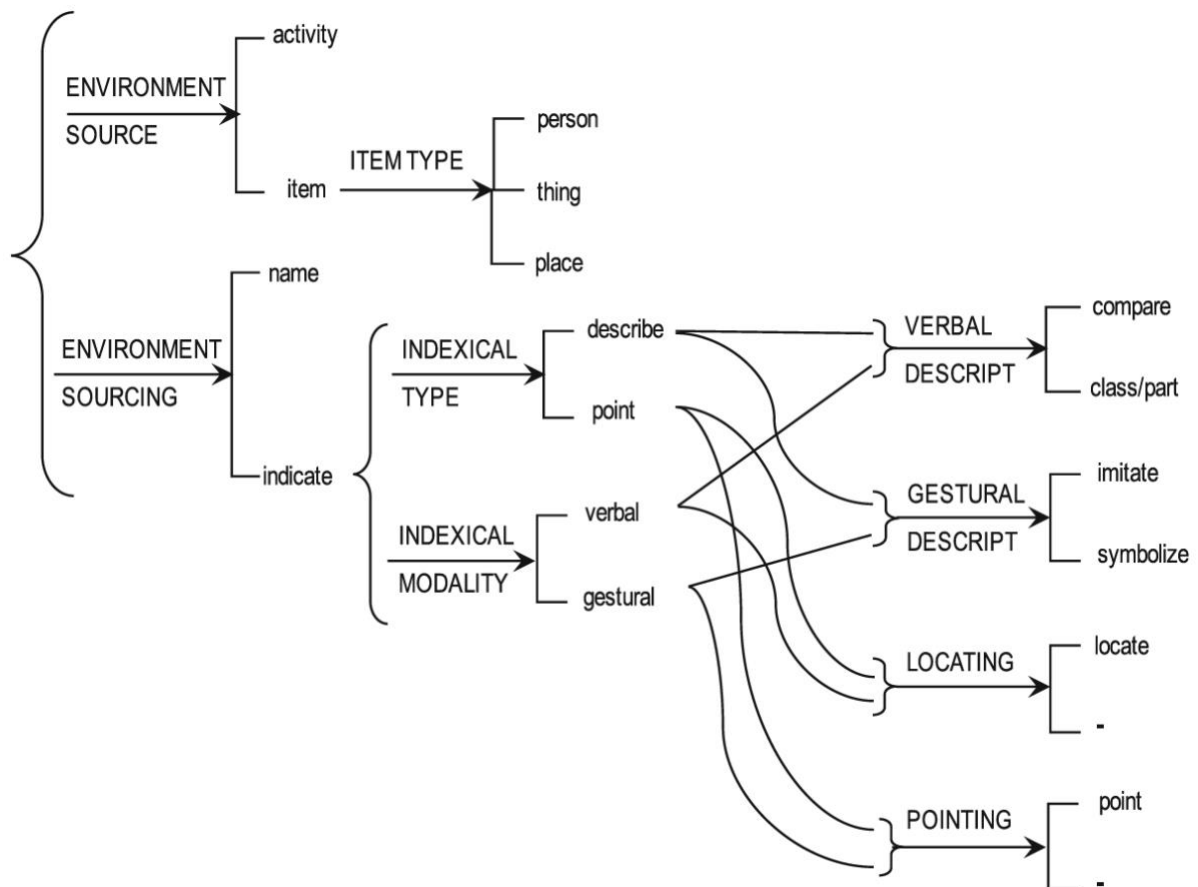 activity
ENVIRONMENT
SOURCE
person
ITEM TYPE
item
thing
place
name
compare
describe
VERBAL
ENVIRONMENT
INDEXICAL
DESCRIPT
SOURCING
TYPE
class/part
point
indicate
imitate
GESTURAL
verbal
INDEXICAL
DESCRIPT
symbolize
MODALITY
gestural
locate
LOCATING
-
point
POINTING
-